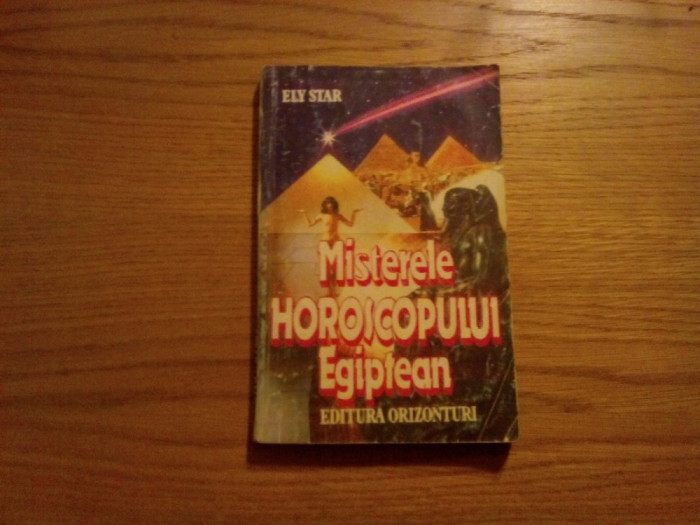 ELY STAR
Misterele
HOROSCOPULUI
Egiptean
EDITURA ORIZONTURI